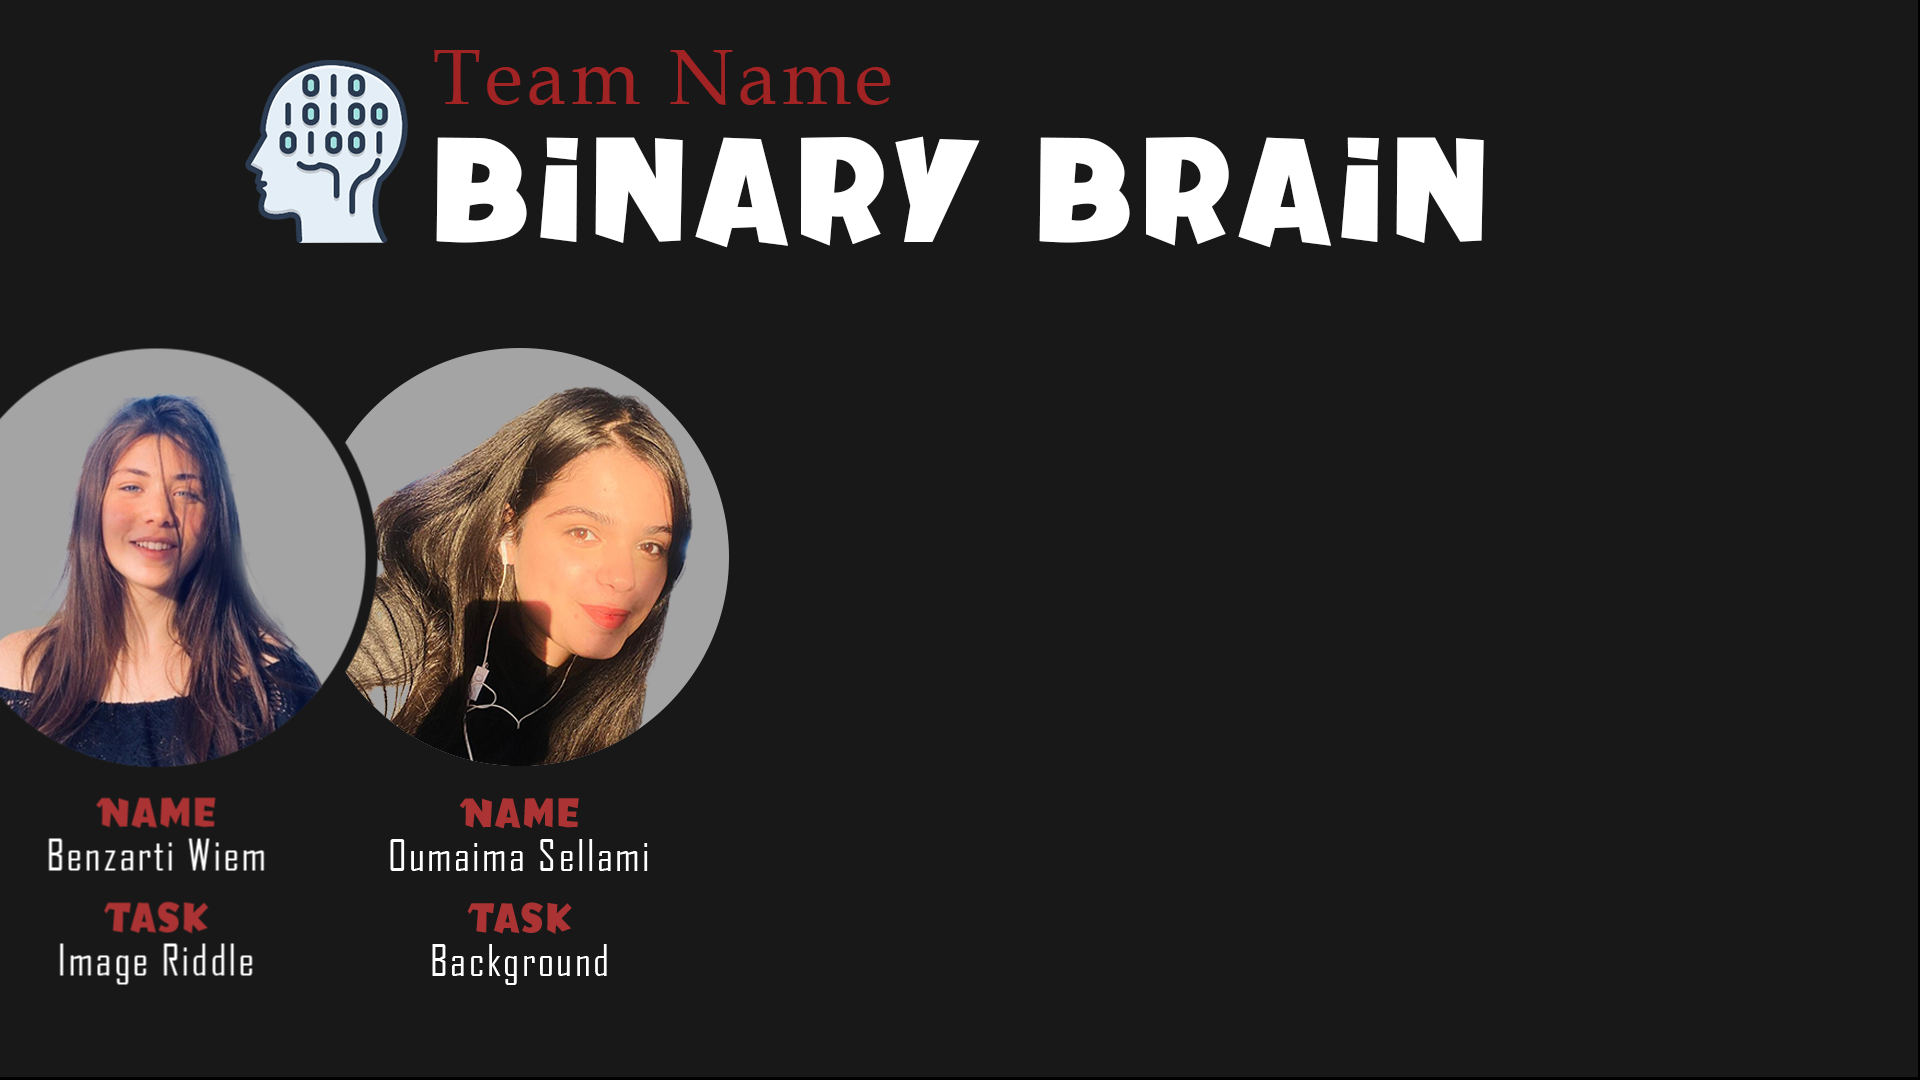 Team Name
BiNARY BRAiN
010
10100
01001
NAME
Benzarti Wiem
TASK
Image Riddle
NAME
Oumaima Sellami
TASK
Background